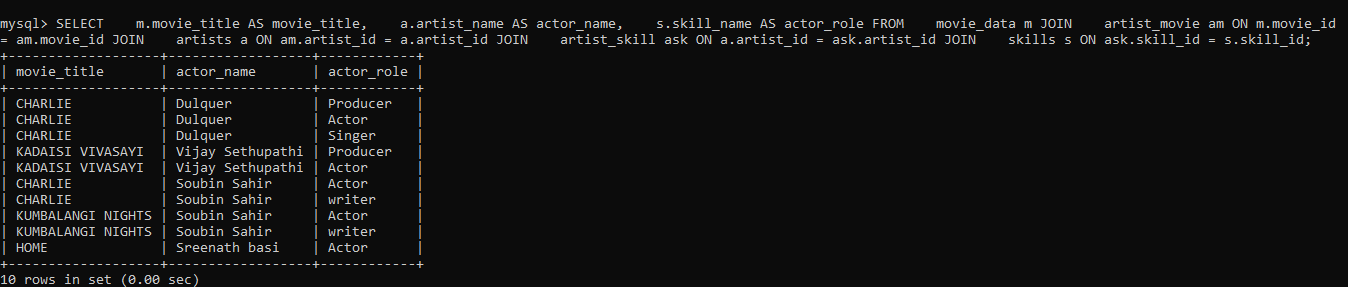 mysql> SELECT    m.movie_title AS movie_title,    a.artist_name AS actor_name,    s.skill_name AS actor_role FROM    movie_data m JOIN    artist_movie am ON m.movie_id
= am.movie_id JOIN    artists a ON am.artist_id = a.artist_id JOIN    artist_skill ask ON a.artist_id = ask.artist_id JOIN    skills s ON ask.skill_id = s.skill_id;
+-------------------+------------------+------------+
| movie_title       | actor_name       | actor_role |
+-------------------+------------------+------------+
| CHARLIE           | Dulquer          | Producer   |
| CHARLIE           | Dulquer          | Actor      |
| CHARLIE           | Dulquer          | Singer     |
| KADAISI VIVASAYI  | Vijay Sethupathi | Producer   |
| KADAISI VIVASAYI  | Vijay Sethupathi | Actor      |
| CHARLIE           | Soubin Sahir     | Actor      |
| CHARLIE           | Soubin Sahir     | writer     |
| KUMBALANGI NIGHTS | Soubin Sahir     | Actor      |
| KUMBALANGI NIGHTS | Soubin Sahir     | writer     |
| HOME              | Sreenath basi    | Actor      |
+-------------------+------------------+------------+
10 rows in set (0.00 sec)